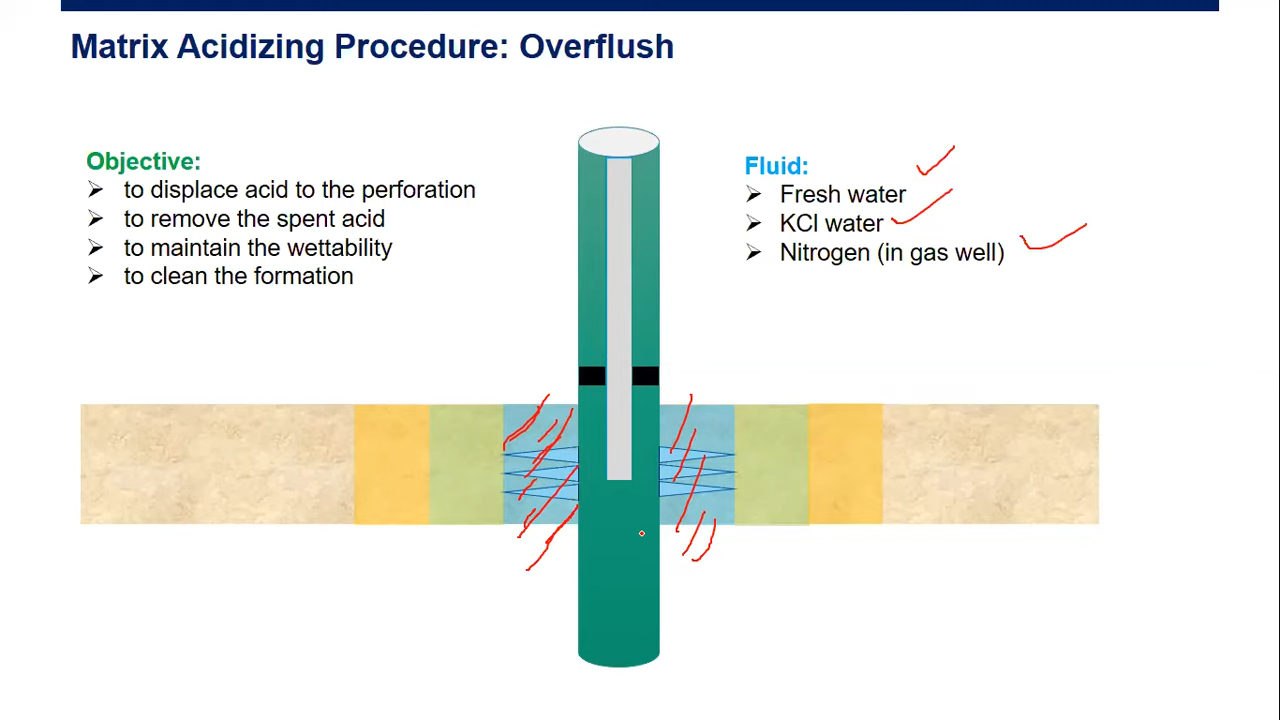 Matrix Acidizing Procedure: Overflush
Objective:
➢ to displace acid to the perforation
➢ to remove the spent acid
➢ to maintain the wettability
➢ to clean the formation
Fluid:
➢ Fresh water
➢ KCl water
➢ Nitrogen (in gas well)